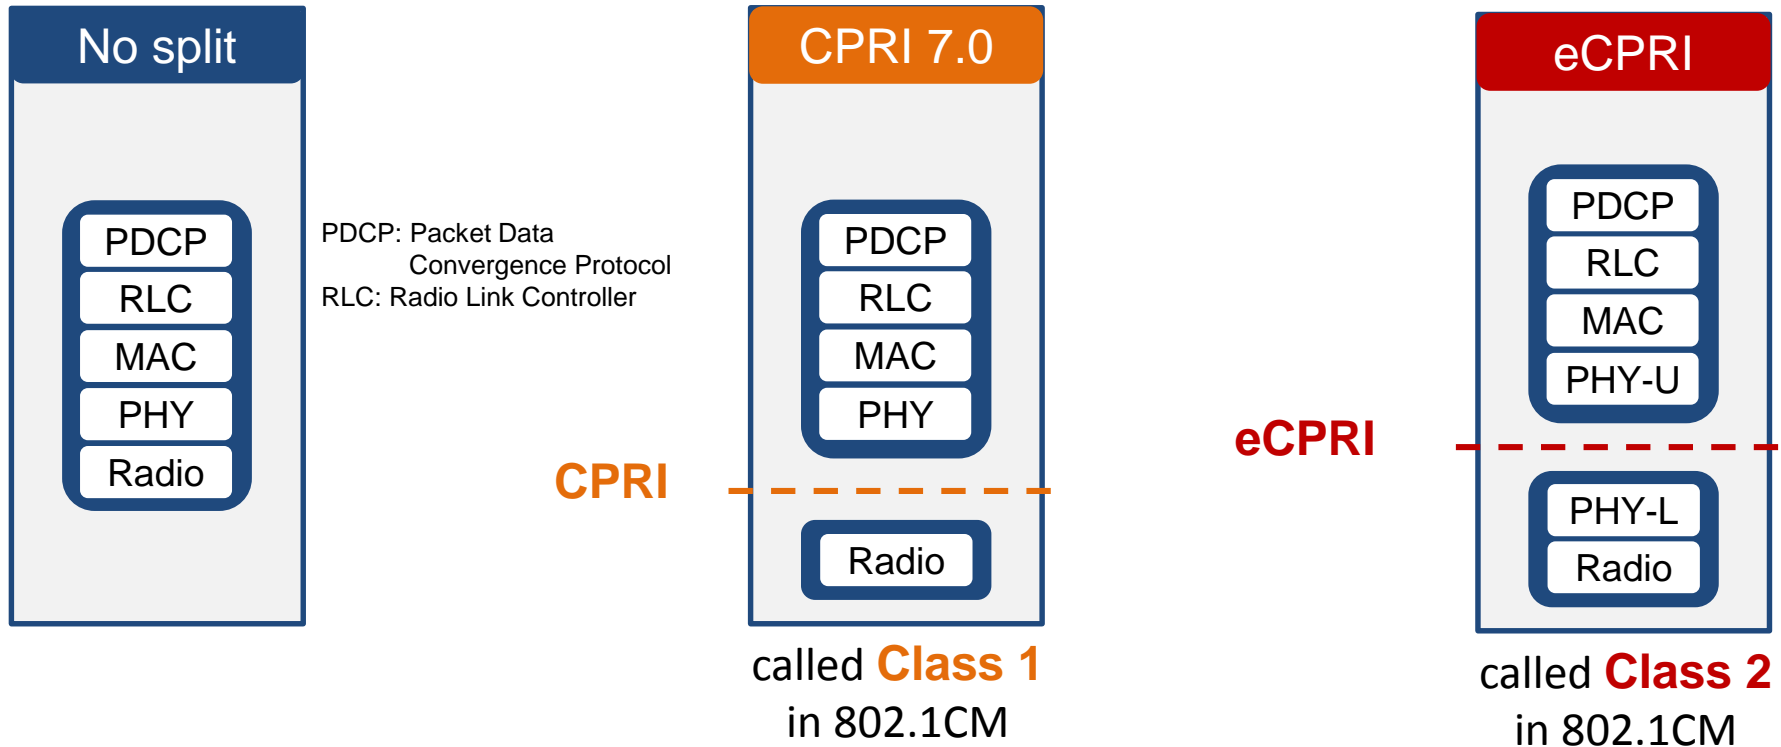 No split
PDCP
RLC
MAC
PHY
Radio
PDCP: Packet Data
Convergence Protocol
RLC: Radio Link Controller
CPRI 7.0
PDCP
RLC
MAC
PHY
CPRI
Radio
called Class 1
in 802.1CM
eCPRI
PDCP
RLC
MAC
PHY-U
eCPRI
PHY-L
Radio
called Class 2
in 802.1CM